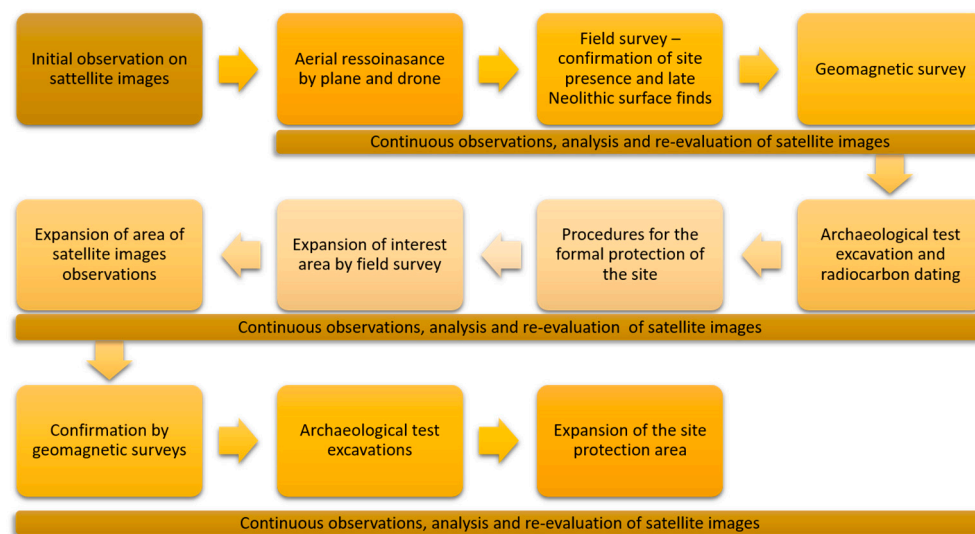 Initial observation on
sattellite images
Aerial ressoinasance
by plane and drone
Field survey –
confirmation of site
presence and late
Neolithic surface finds
Geomagnetic survey
Continuous observations, analysis and re-evaluation of satellite images
Expansion of area of
satellite images
observations
Expansion of interest
area by field survey
Procedures for the
formal protection of
the site
Archaeological test
excavation and
radiocarbon dating
Continuous observations, analysis and re-evaluation  of satellite images
Confirmation by
geomagnetic surveys
Archaeological test
excavations
Expansion of the site
protection area
Continuous observations, analysis and re-evaluation of satellite images